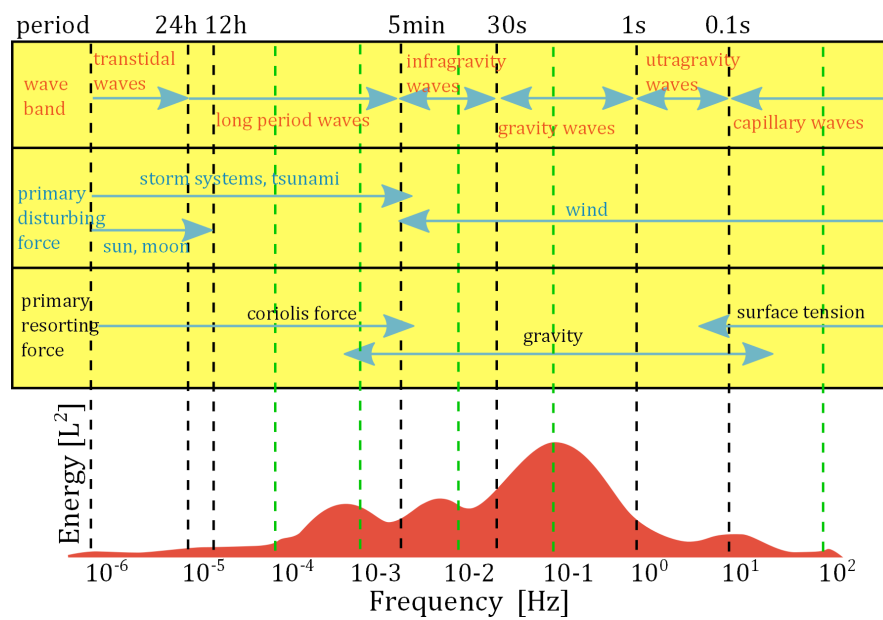 period 24h 12h 5min 30s 1s 0.1s
wave
band
transtidal
waves
long period waves
infragravity
waves
gravity waves
utragravity
waves
capillary waves
primary
disturbing
force
storm systems, tsunami
sun, moon
wind
primary
resorting
force
coriolis force
gravity
surface tension
Energy [L²]
10⁻⁶ 10⁻⁵ 10⁻⁴ 10-3 10-2 10-1 10⁰ 10¹ 10²
Frequency [Hz]